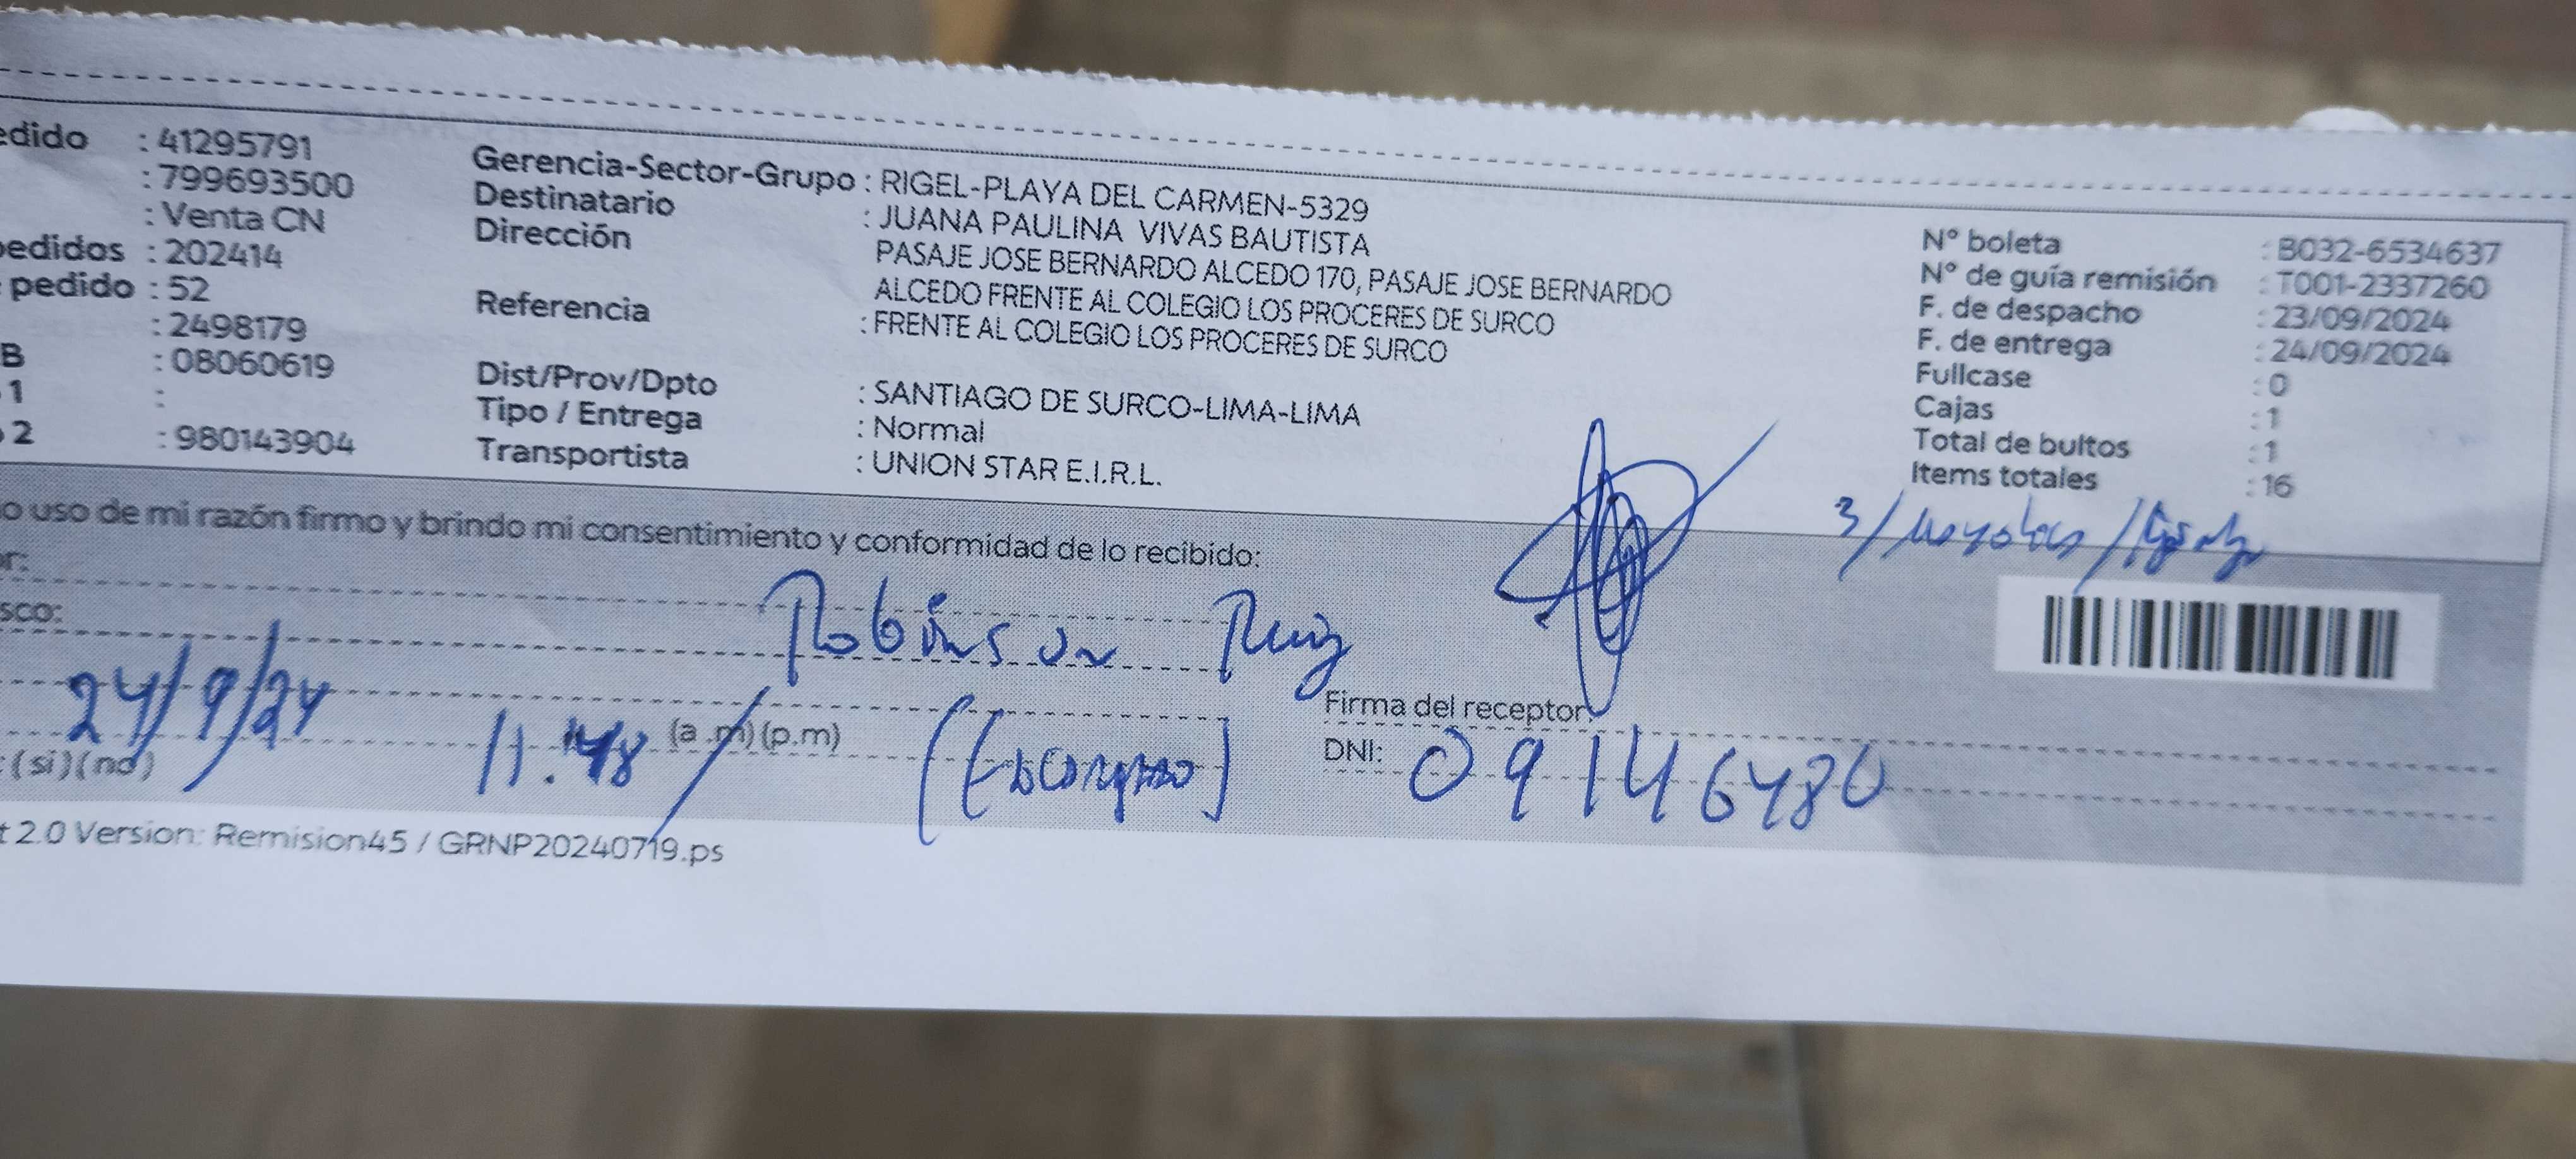 edido : 41295791
: 799693500
: Venta CN
pedidos : 202414
pedido : 52
: 2498179
B : 08060619
1 :
2 : 980143904
Gerencia-Sector-Grupo : RIGEL-PLAYA DEL CARMEN-5329
Destinatario : JUANA PAULINA VIVAS BAUTISTA
Dirección PASAJE JOSE BERNARDO ALCEDO 170, PASAJE JOSE BERNARDO
ALCEDO FRENTE AL COLEGIO LOS PROCERES DE SURCO
Referencia : FRENTE AL COLEGIO LOS PROCERES DE SURCO
Dist/Prov/Dpto : SANTIAGO DE SURCO-LIMA-LIMA
Tipo / Entrega : Normal
Transportista : UNION STAR E.I.R.L.
N° boleta : B032-6534637
N° de guía remisión : T001-2337260
F. de despacho : 23/09/2024
F. de entrega : 24/09/2024
Fullcase : 0
Cajas : 1
Total de bultos : 1
Items totales : 16
3/
o uso de mi razón firmo y brindo mi consentimiento y conformidad de lo recibido:
or:
sco:
Robinson Ruiz
24/9/24
11.48 (a .m) (p.m)
Firma del receptor:
: (si) (no)
DNI: 09146480
t 2.0 Version: Remision45 / GRNP20240719.ps